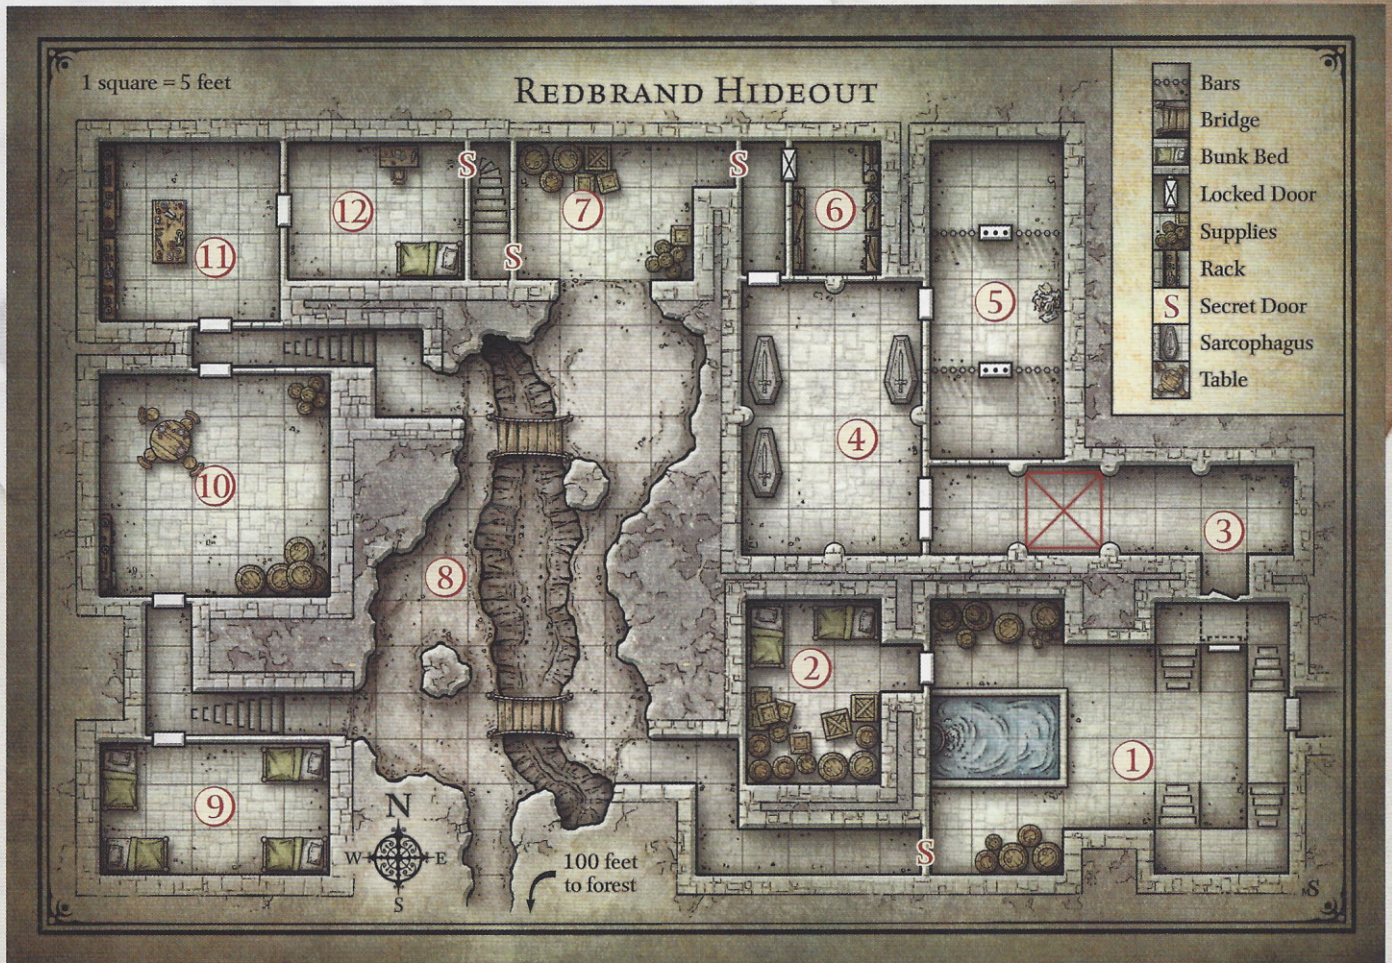 1 square = 5 feet
REDBRAND HIDEOUT
Bars
Bridge
Bunk Bed
Locked Door
Supplies
Rack
S Secret Door
Sarcophagus
Table
S
S
S
12
7
6
11
S
5
4
10
3
8
2
1
9
N
W E
S
100 feet
to forest
S